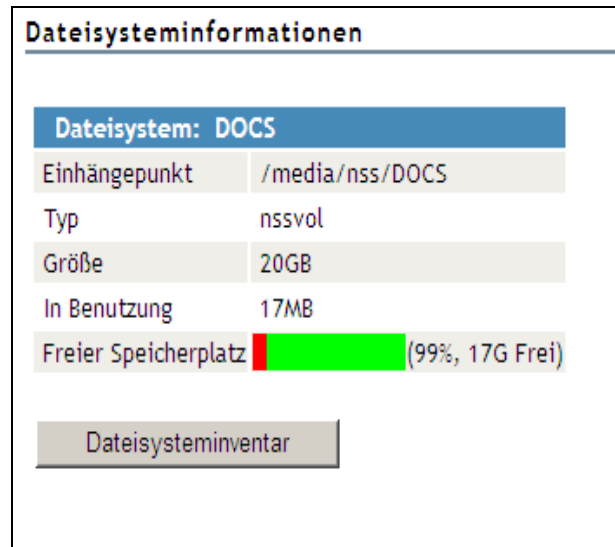 Dateisysteminformationen
Dateisystem: DOCS
Einhängepunkt /media/nss/DOCS
Typ nssvol
Größe 20GB
In Benutzung 17MB
Freier Speicherplatz (99%, 17G Frei)
Dateisysteminventar